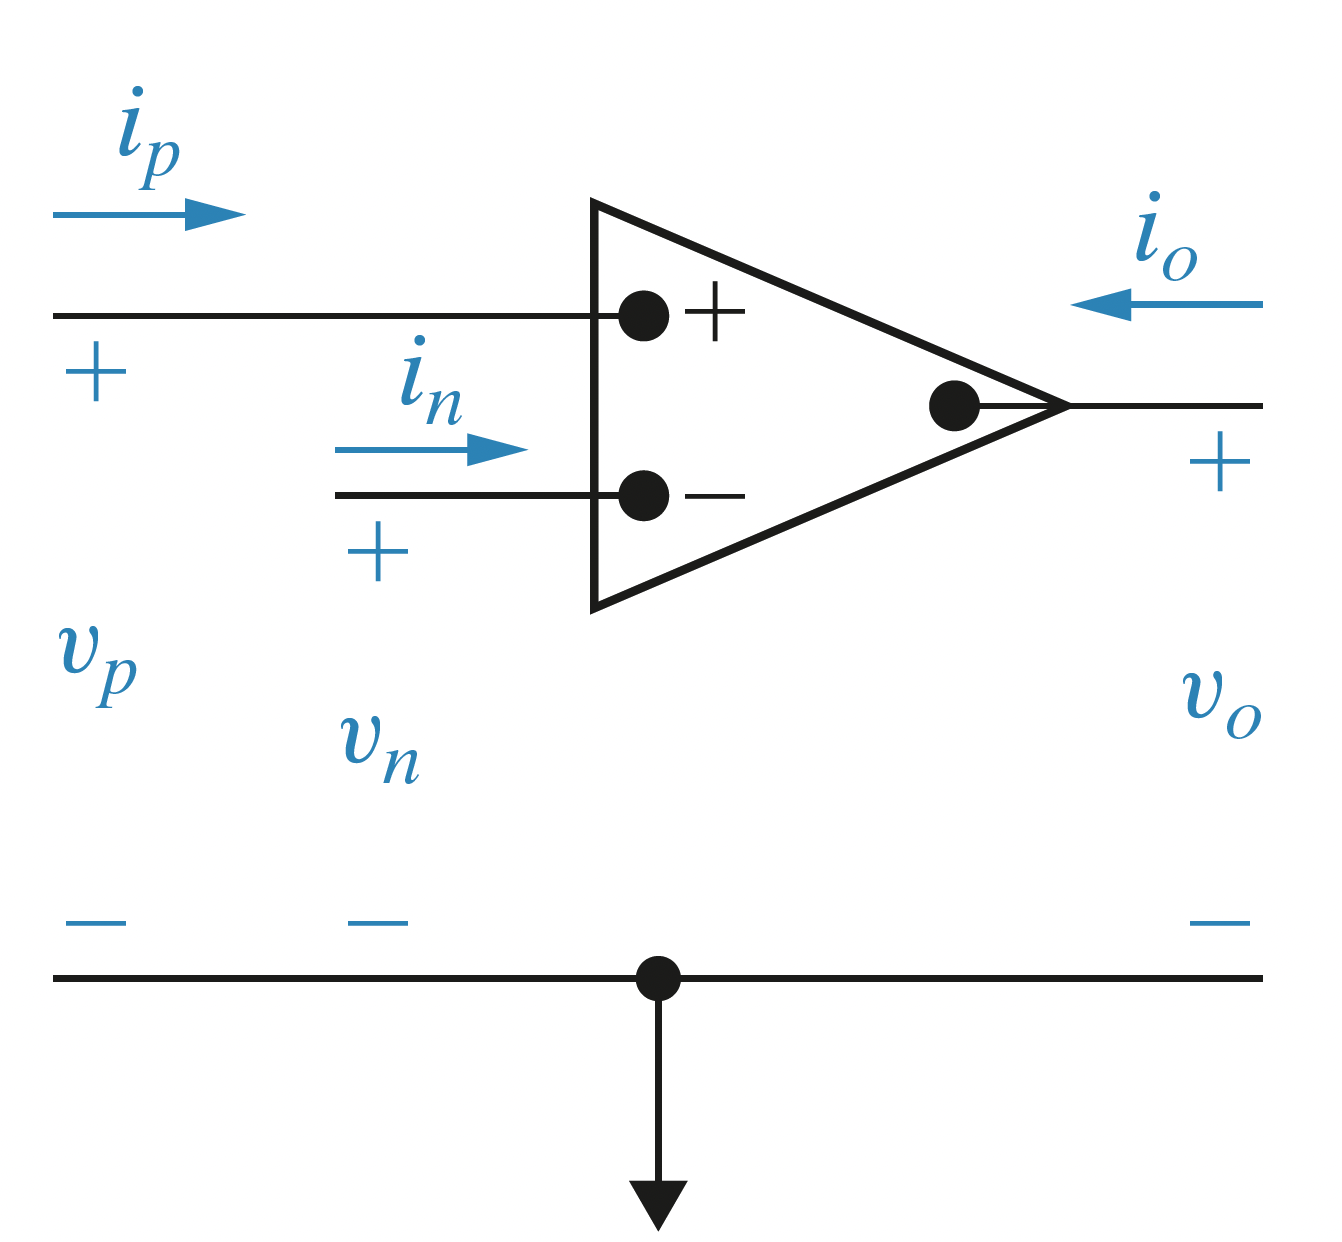 i_p
i_o
+
+ i_n
−
+ +
v_p
v_n v_o
− − −